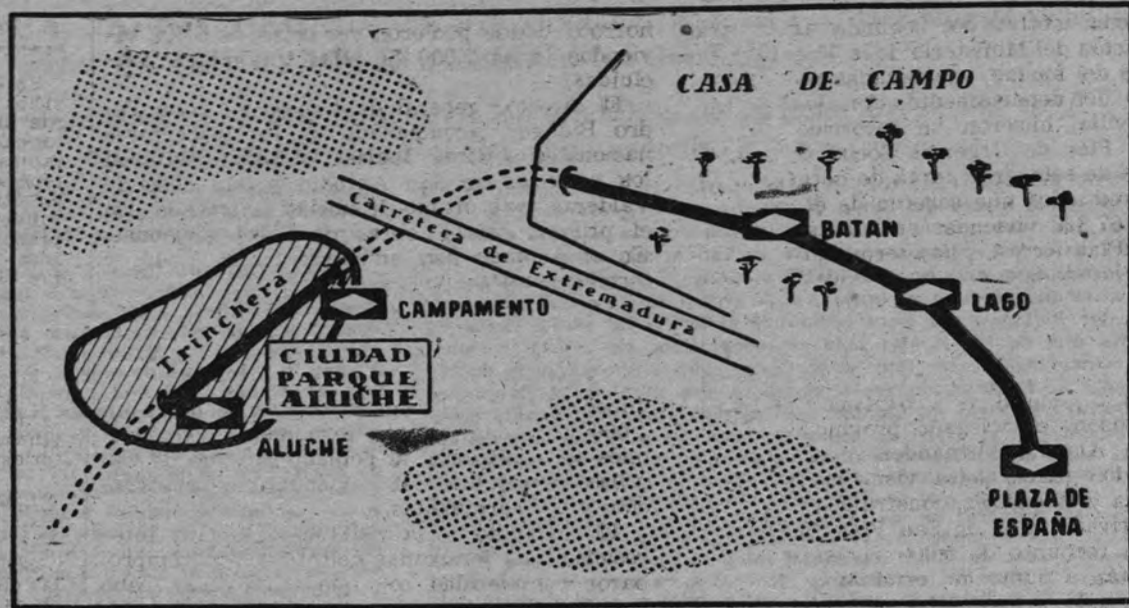 CASA DE CAMPO
BATAN
LAGO
PLAZA DE
ESPAÑA
Carretera de Extremadura
Trinchera
CAMPAMENTO
CIUDAD
PARQUE
ALUCHE
ALUCHE